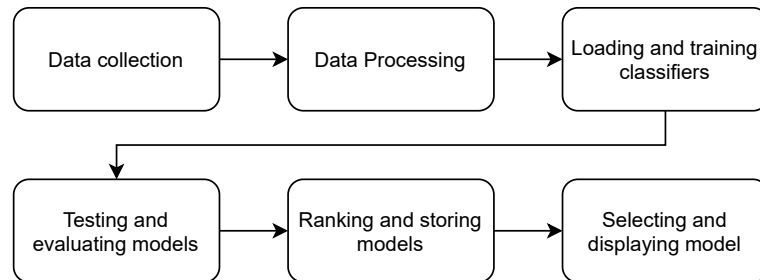 Data collection
Data Processing
Loading and training
classifiers
Testing and
evaluating models
Ranking and storing
models
Selecting and
displaying model